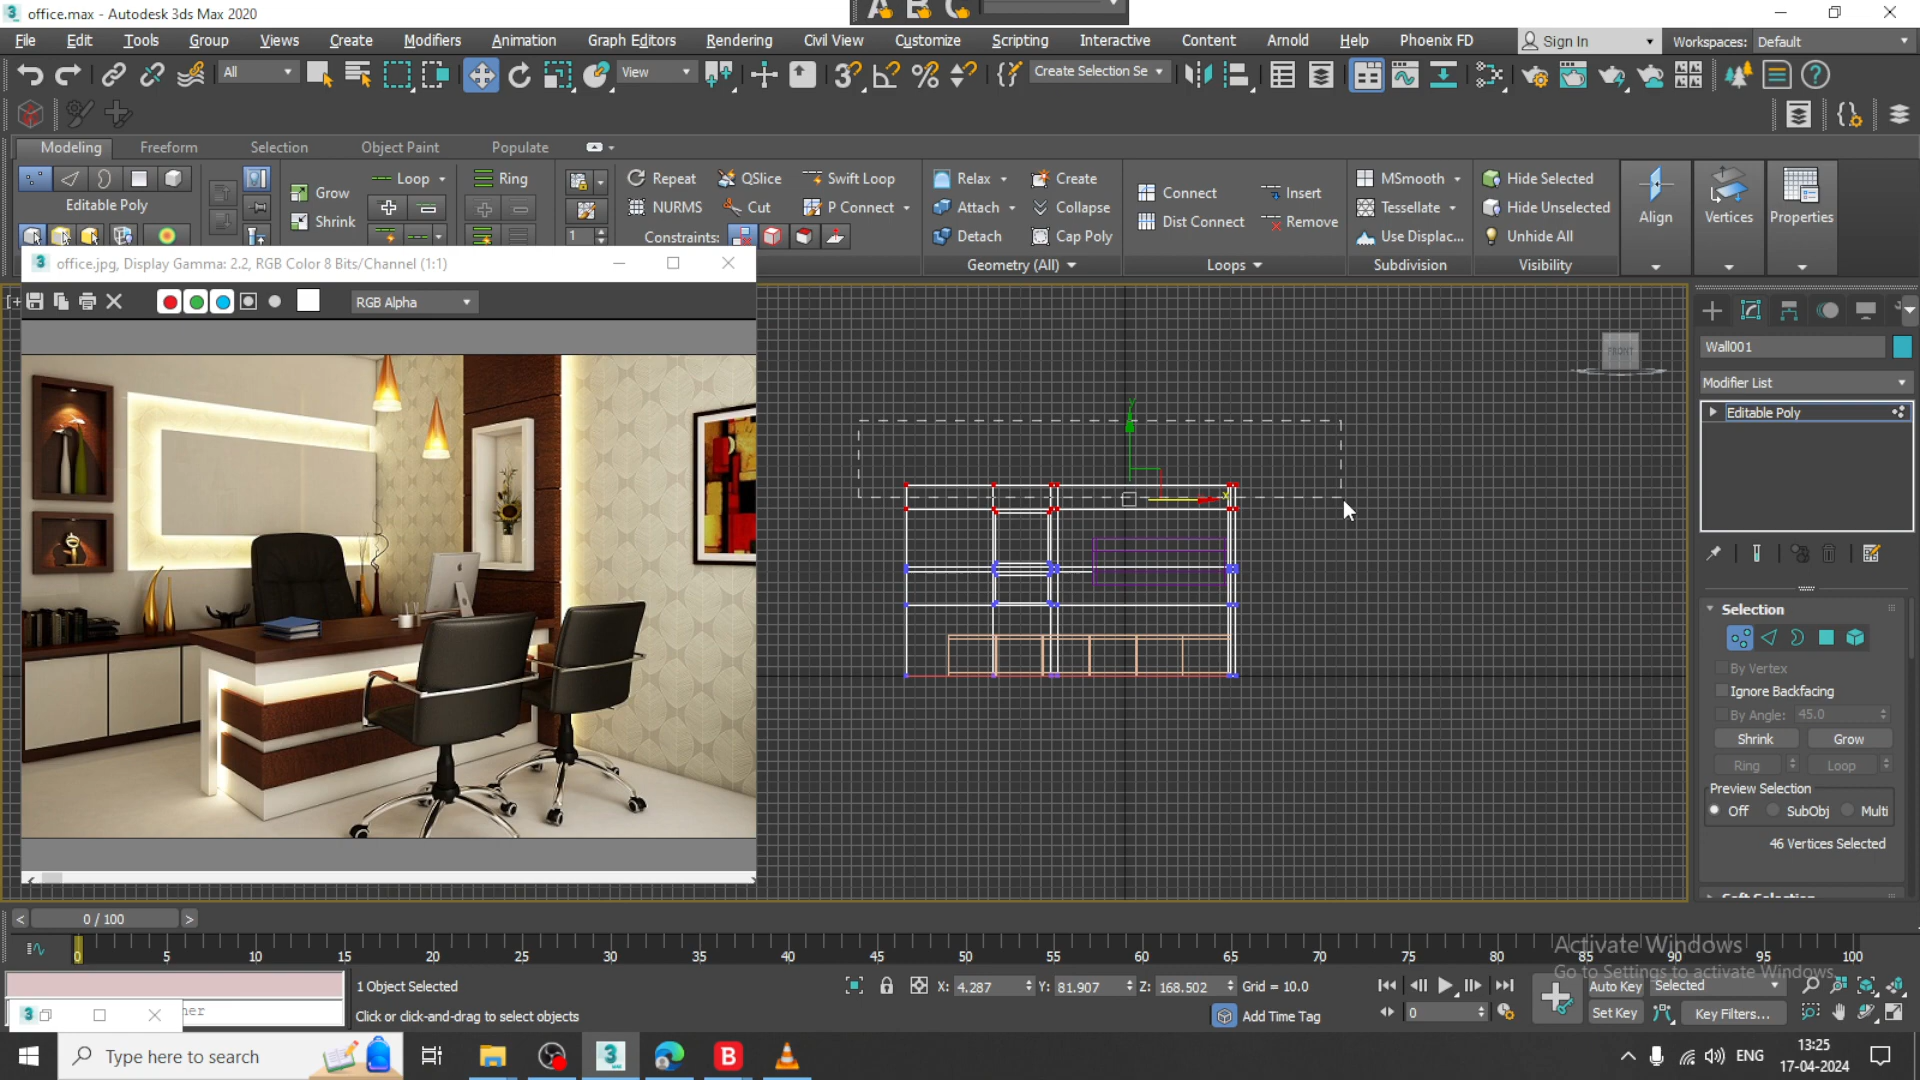 office.max - Autodesk 3ds Max 2020
File Edit Tools Group Views Create Modifiers Animation Graph Editors Rendering Civil View Customize Scripting Interactive Content Arnold Help Phoenix FD Sign In Workspaces: Default
All View Create Selection Se
Modeling Freeform Selection Object Paint Populate
Loop Ring Repeat QSlice Swift Loop Relax Create MSmooth Hide Selected
Grow Connect Insert
Editable Poly NURMS Cut P Connect Attach Collapse Tessellate Hide Unselected Align Vertices Properties
Shrink Dist Connect Remove
1 Constraints: Detach Cap Poly Use Displac... Unhide All
Geometry (All) Loops Subdivision Visibility
office.jpg, Display Gamma: 2.2, RGB Color 8 Bits/Channel (1:1)
RGB Alpha
FRONT
y
x
Wall001
Modifier List
Editable Poly
Selection
By Vertex
Ignore Backfacing
By Angle: 45.0
Shrink Grow
Ring Loop
Preview Selection
Off SubObj Multi
46 Vertices Selected
Soft Selection
< 0 / 100 >
0 5 10 15 20 25 30 35 40 45 50 55 60 65 70 75 80 85 90 95 100
Activate Windows
Go to Settings to activate Windows.
1 Object Selected X: 4.287 Y: 81.907 Z: 168.502 Grid = 10.0 Auto Key Selected
Click or click-and-drag to select objects Add Time Tag 0 Set Key Key Filters...
Type here to search
ENG
13:25
17-04-2024